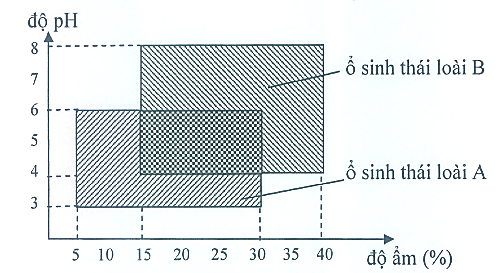 độ pH
8
7
6
5
4
3
ổ sinh thái loài B
ổ sinh thái loài A
5 10 15 20 25 30 35 40
độ ẩm (%)